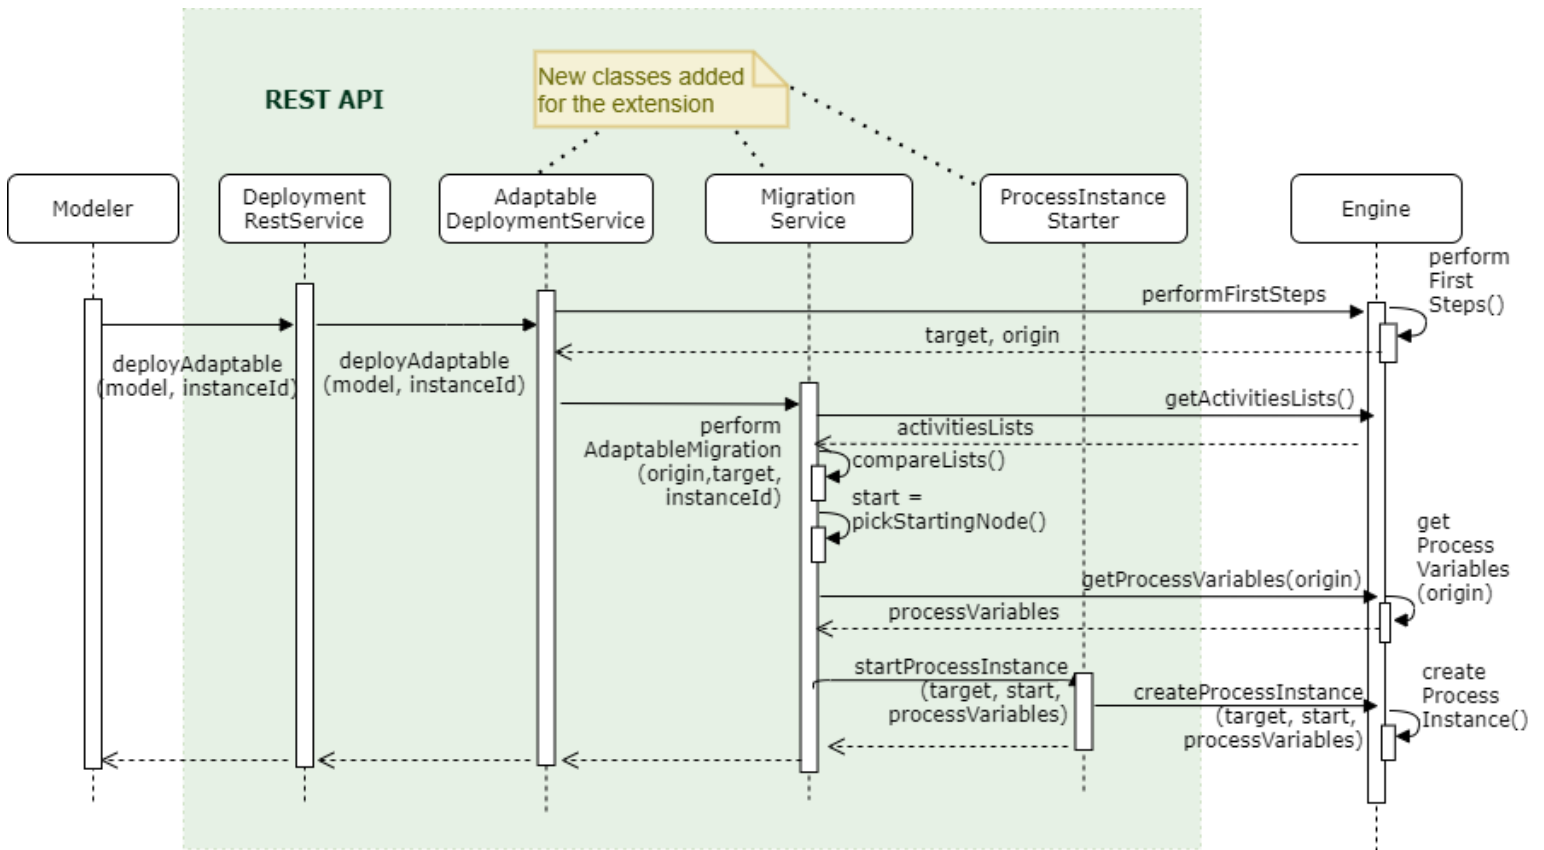 New classes added
for the extension
REST API
Modeler
Deployment
RestService
Adaptable
DeploymentService
Migration
Service
ProcessInstance
Starter
Engine
perform
First
Steps()
performFirstSteps
target, origin
deployAdaptable
(model, instanceId)
deployAdaptable
(model, instanceId)
getActivitiesLists()
activitiesLists
perform
AdaptableMigration
(origin,target,
instanceId)
compareLists()
start =
pickStartingNode()
get
Process
Variables
(origin)
getProcessVariables(origin)
processVariables
startProcessInstance
(target, start,
processVariables)
createProcessInstance
(target, start,
processVariables)
create
Process
Instance()